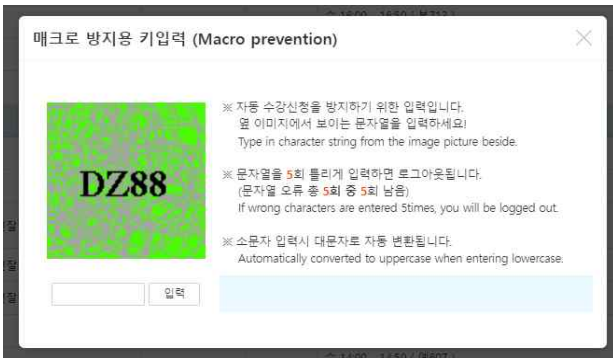 매크로 방지용 키입력 (Macro prevention)
DZ88
※ 자동 수강신청을 방지하기 위한 입력입니다.
옆 이미지에서 보이는 문자열을 입력하세요!
Type in character string from the image picture beside.
※ 문자열을 5회 틀리게 입력하면 로그아웃됩니다.
(문자열 오류 총 5회 중 5회 남음)
If wrong characters are entered 5times, you will be logged out.
※ 소문자 입력시 대문자로 자동 변환됩니다.
Automatically converted to uppercase when entering lowercase.
입력